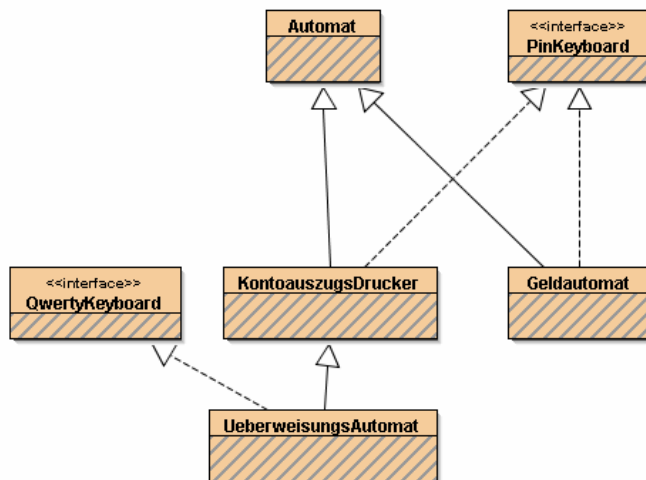 Automat
<<interface>>
PinKeyboard
<<interface>>
QwertyKeyboard
KontoauszugsDrucker
Geldautomat
UeberweisungsAutomat